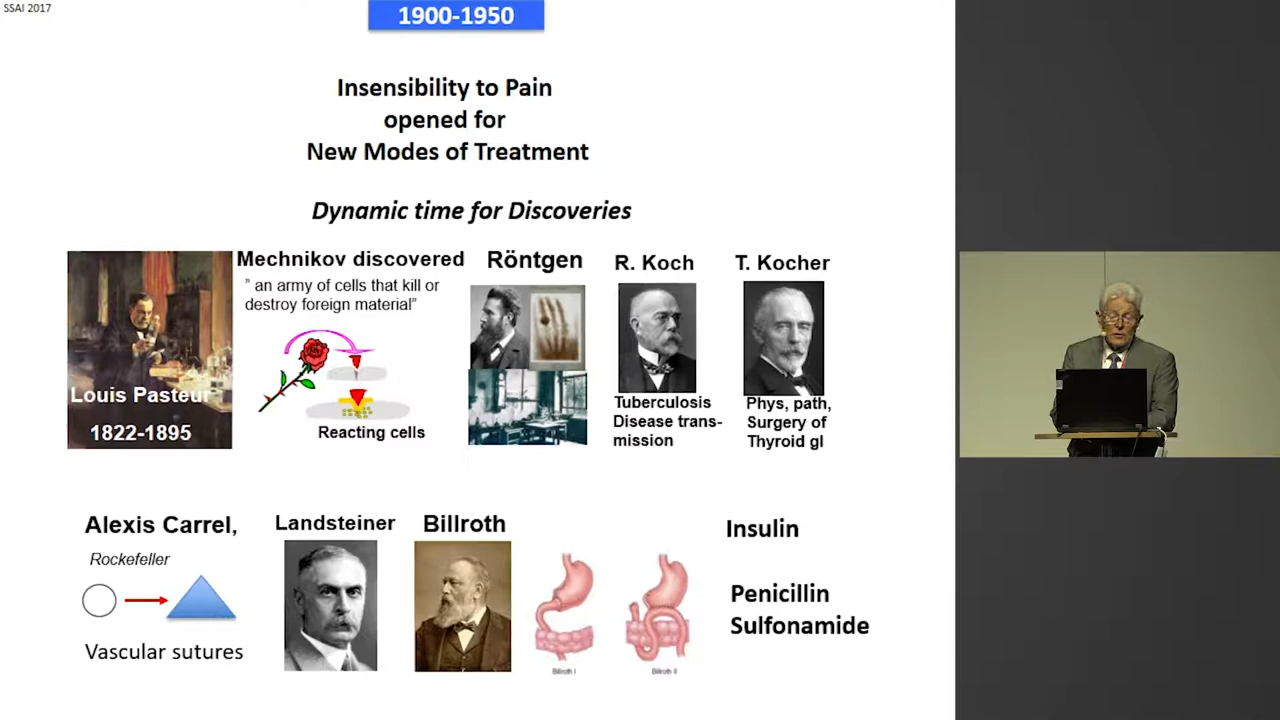 SSAI 2017
1900-1950
Insensibility to Pain
opened for
New Modes of Treatment
Dynamic time for Discoveries
Louis Pasteur
1822-1895
Mechnikov discovered
” an army of cells that kill or
destroy foreign material”
Reacting cells
Röntgen
R. Koch
Tuberculosis
Disease trans-
mission
T. Kocher
Phys, path,
Surgery of
Thyroid gl
Alexis Carrel,
Rockefeller
Vascular sutures
Landsteiner
Billroth
Billroth I
Billroth II
Insulin
Penicillin
Sulfonamide